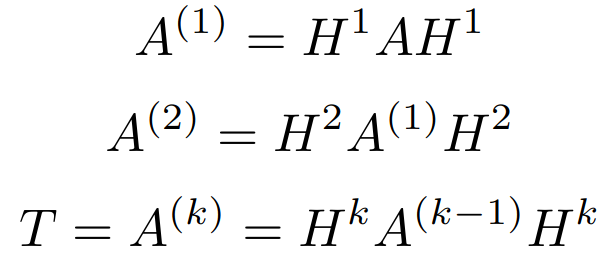 A^{(1)} = H^1 A H^1
A^{(2)} = H^2 A^{(1)} H^2
T = A^{(k)} = H^k A^{(k-1)} H^k